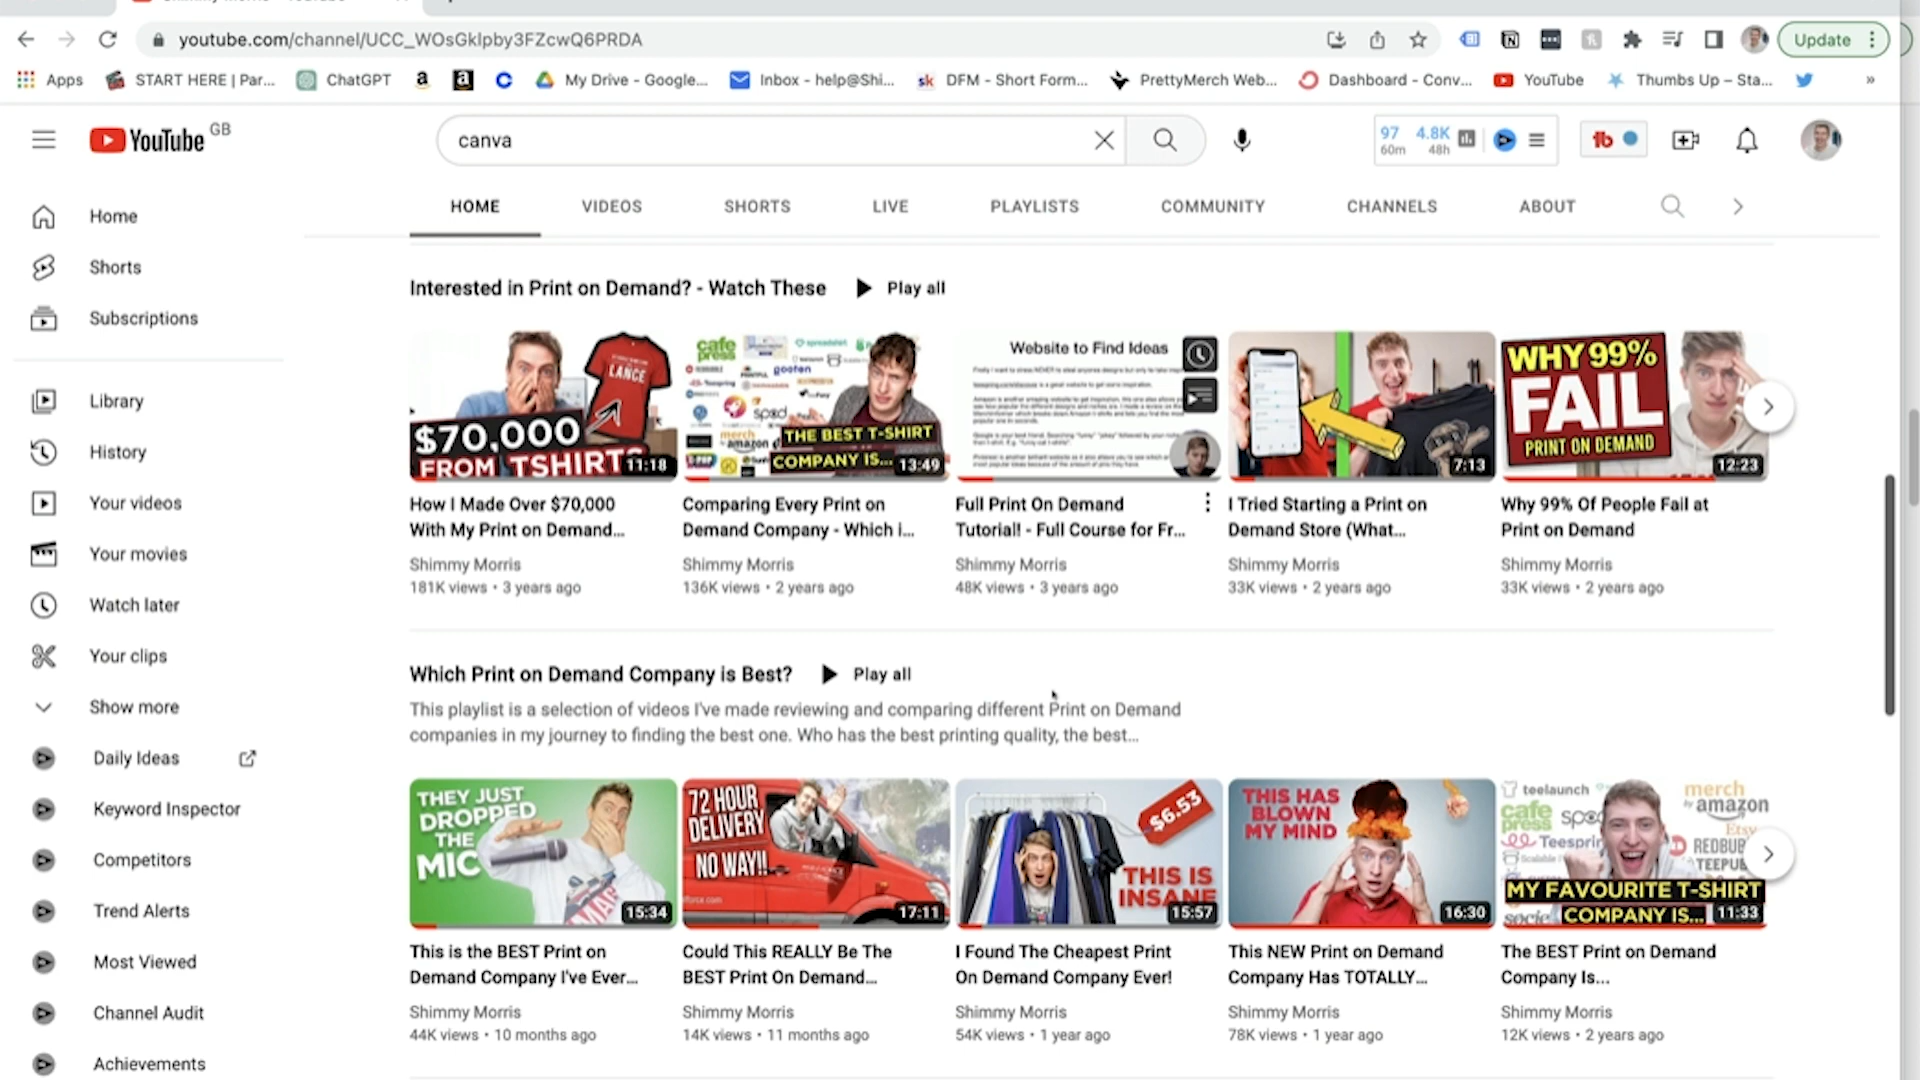 youtube.com/channel/UCC_WOsGklpby3FZcwQ6PRDA
Update
Apps
START HERE | Par...
ChatGPT
My Drive - Google...
Inbox - help@Shi...
DFM - Short Form...
PrettyMerch Web...
Dashboard - Conv...
YouTube
Thumbs Up – Sta...
»
YouTube GB
canva
97 60m
4.8K 48h
HOME
VIDEOS
SHORTS
LIVE
PLAYLISTS
COMMUNITY
CHANNELS
ABOUT
Home
Shorts
Subscriptions
Library
History
Your videos
Your movies
Watch later
Your clips
Show more
Daily Ideas
Keyword Inspector
Competitors
Trend Alerts
Most Viewed
Channel Audit
Achievements
Interested in Print on Demand? - Watch These
Play all
LANCE
$70,000
FROM TSHIRTS
11:18
cafe press
gooten
spod
merch by amazon
THE BEST T-SHIRT
COMPANY IS...
13:49
Website to Find Ideas
7:13
WHY 99%
FAIL
PRINT ON DEMAND
12:23
How I Made Over $70,000
With My Print on Demand...
Shimmy Morris
181K views • 3 years ago
Comparing Every Print on
Demand Company - Which i...
Shimmy Morris
136K views • 2 years ago
Full Print On Demand
Tutorial! - Full Course for Fr...
Shimmy Morris
48K views • 3 years ago
I Tried Starting a Print on
Demand Store (What...
Shimmy Morris
33K views • 2 years ago
Why 99% Of People Fail at
Print on Demand
Shimmy Morris
33K views • 2 years ago
Which Print on Demand Company is Best?
Play all
This playlist is a selection of videos I've made reviewing and comparing different Print on Demand
companies in my journey to finding the best one. Who has the best printing quality, the best...
THEY JUST
DROPPED
THE
MIC
15:34
72 HOUR
DELIVERY
NO WAY!!
17:11
$6.53
THIS IS
INSANE
15:57
THIS HAS
BLOWN
MY MIND
16:30
teelaunch
cafe press
merch by amazon
Etsy
Teespring
REDBUB
TEEPU
MY FAVOURITE T-SHIRT
COMPANY IS...
11:33
This is the BEST Print on
Demand Company I've Ever...
Shimmy Morris
44K views • 10 months ago
Could This REALLY Be The
BEST Print On Demand...
Shimmy Morris
14K views • 11 months ago
I Found The Cheapest Print
On Demand Company Ever!
Shimmy Morris
54K views • 1 year ago
This NEW Print on Demand
Company Has TOTALLY...
Shimmy Morris
78K views • 1 year ago
The BEST Print on Demand
Company Is...
Shimmy Morris
12K views • 2 years ago